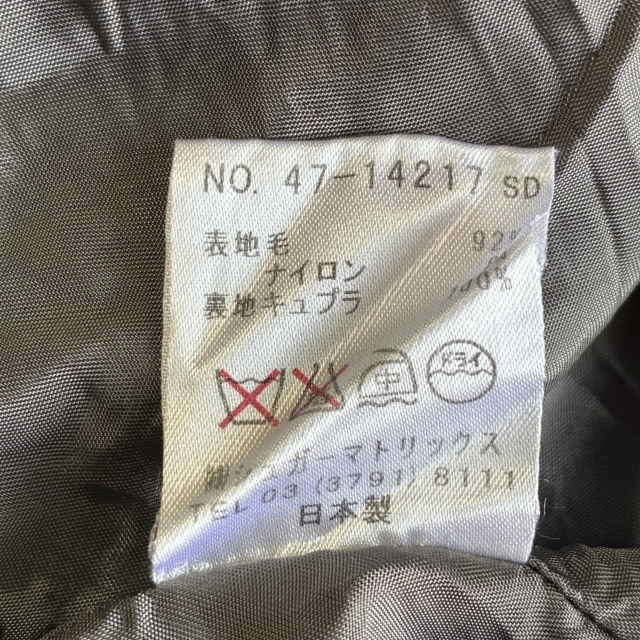 NO. 47-14217 SD
表地毛 92%
ナイロン
裏地キュプラ 100%
中
ドライ
㈱シュガーマトリックス
TEL 03 (3791) 8111
日本製